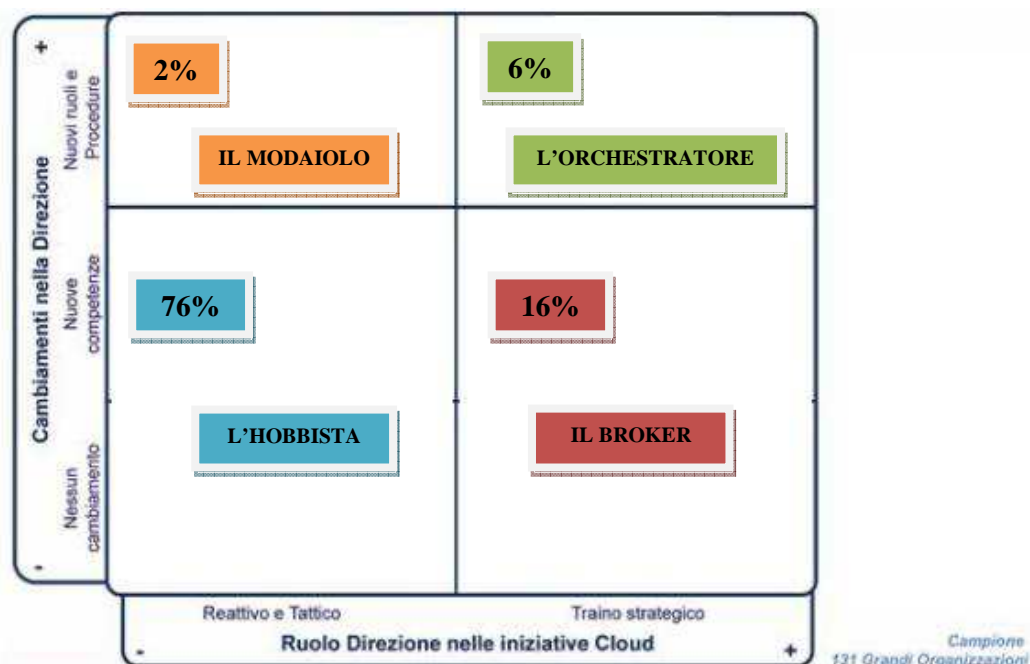 +
Cambiamenti nella Direzione
Nuovi ruoli e
Procedure
Nuove
competenze
Nessun
cambiamento
-
2%
IL MODAIOLO
6%
L'ORCHESTRATORE
76%
L'HOBBISTA
16%
IL BROKER
Reattivo e Tattico
Traino strategico
-
Ruolo Direzione nelle iniziative Cloud
+
Campione
131 Grandi Organizzazioni